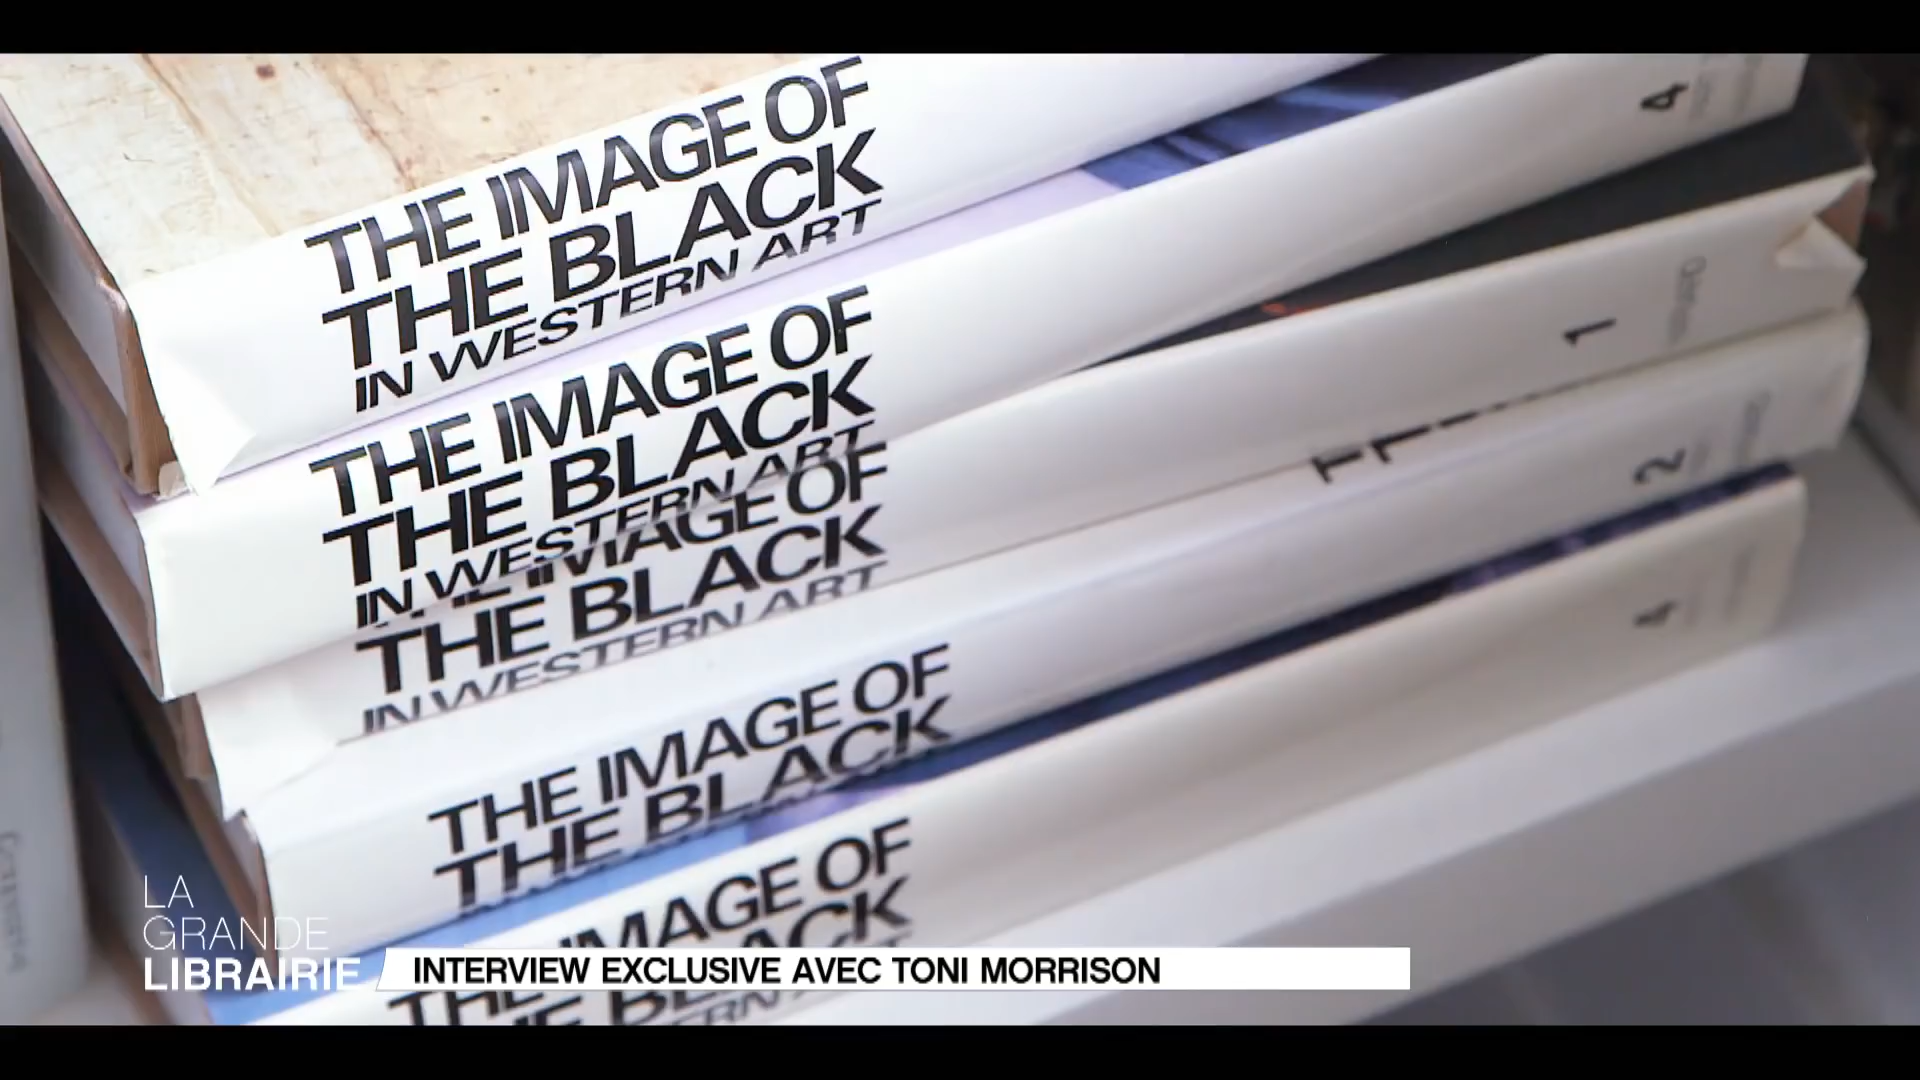 THE IMAGE OF
THE BLACK
IN WESTERN ART
4
THE IMAGE OF
THE BLACK
IN WESTERN ART
1
THE IMAGE OF
THE BLACK
IN WESTERN ART
2
THE IMAGE OF
THE BLACK
4
THE IMAGE OF
THE BLACK
LA
GRANDE
LIBRAIRIE
INTERVIEW EXCLUSIVE AVEC TONI MORRISON